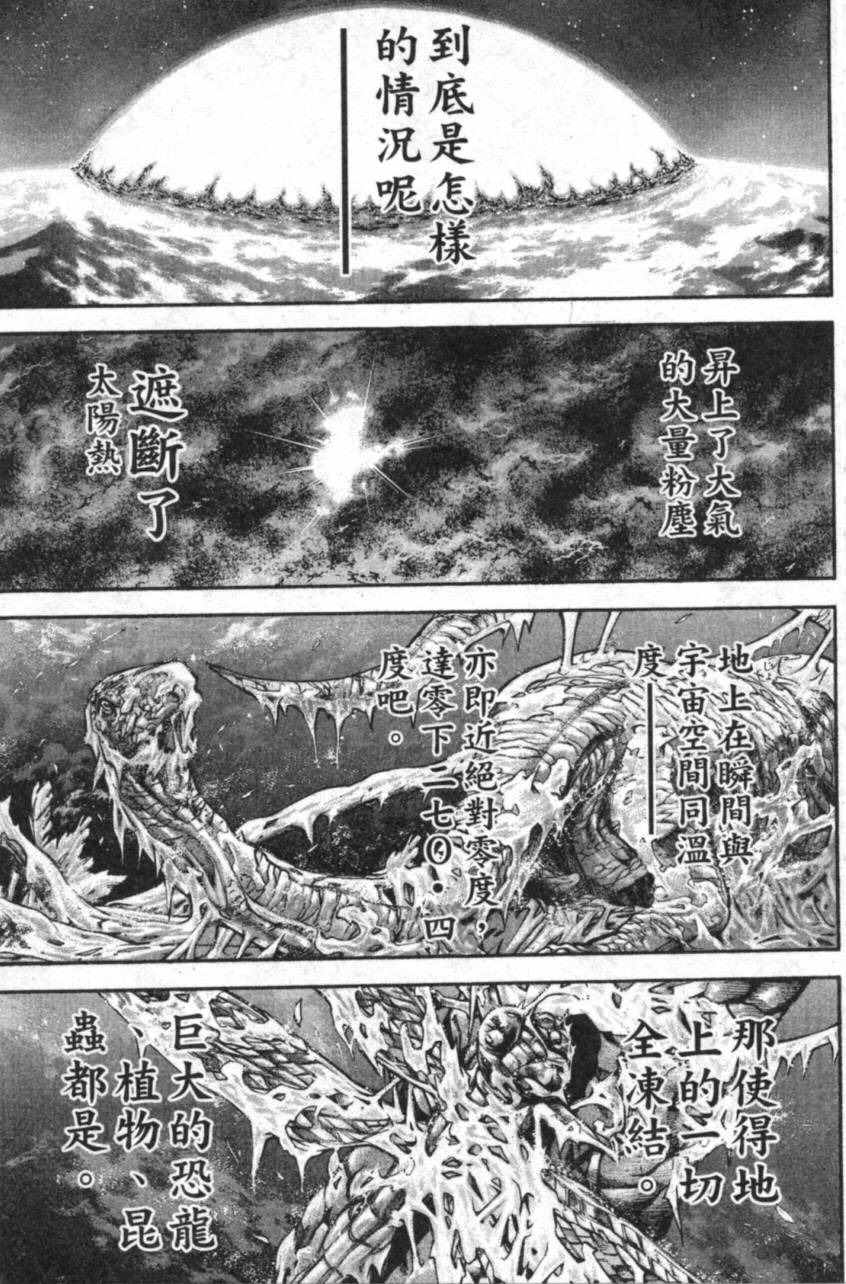 到底是怎樣
的情況呢
昇上了大氣
的大量粉塵
遮斷了
太陽熱
地上在瞬間與
宇宙空間同溫
度
亦即近絕對零度，
達零下二七〇・四
度吧。
那使得地
上的一切
全凍結。
巨大的恐龍
、植物、昆
蟲都是。